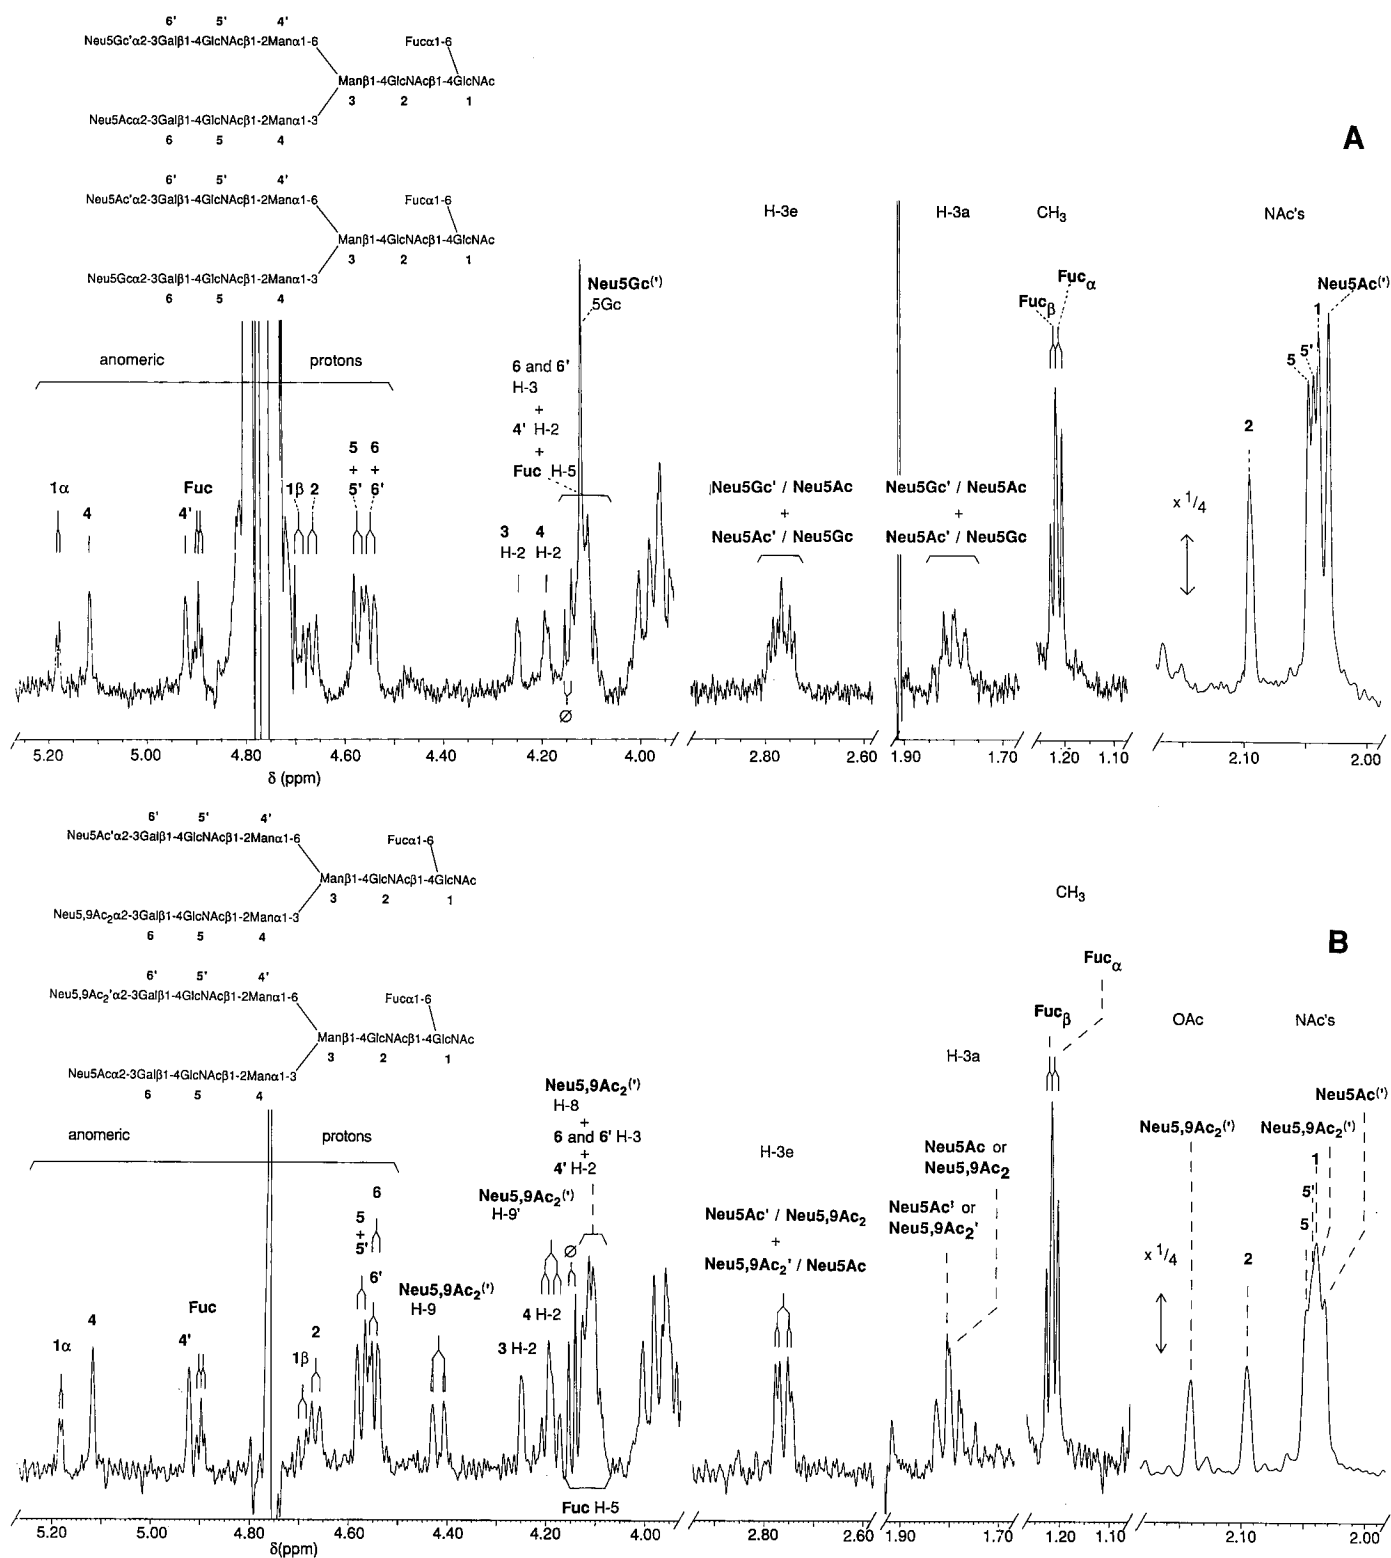 6' 5' 4'
Neu5Gc'α2-3Galβ1-4GlcNAcβ1-2Manα1-6 Fucα1-6
Manβ1-4GlcNAcβ1-4GlcNAc
3 2 1
Neu5Acα2-3Galβ1-4GlcNAcβ1-2Manα1-3
6 5 4
A
6' 5' 4'
Neu5Ac'α2-3Galβ1-4GlcNAcβ1-2Manα1-6 Fucα1-6
Manβ1-4GlcNAcβ1-4GlcNAc
3 2 1
Neu5Gcα2-3Galβ1-4GlcNAcβ1-2Manα1-3
6 5 4
H-3e H-3a CH₃ NAc's
anomeric protons
Neu5Gc(')
5Gc
6 and 6'
H-3
+
4' H-2
+
Fuc H-5
Fucβ Fucα
Neu5Ac(')
1
5 5'
2
x 1/4
1α 4 4' Fuc 1β 2
5
+
5'
6
+
6'
3
H-2
4
H-2
Ø
Neu5Gc' / Neu5Ac
+
Neu5Ac' / Neu5Gc
Neu5Gc' / Neu5Ac
+
Neu5Ac' / Neu5Gc
5.20 5.00 4.80 4.60 4.40 4.20 4.00 2.80 2.60 1.90 1.70 1.20 1.10 2.10 2.00
δ (ppm)
6' 5' 4'
Neu5Ac'α2-3Galβ1-4GlcNAcβ1-2Manα1-6 Fucα1-6
Manβ1-4GlcNAcβ1-4GlcNAc
3 2 1
Neu5,9Ac₂α2-3Galβ1-4GlcNAcβ1-2Manα1-3
6 5 4
B
6' 5' 4'
Neu5,9Ac₂'α2-3Galβ1-4GlcNAcβ1-2Manα1-6 Fucα1-6
Manβ1-4GlcNAcβ1-4GlcNAc
3 2 1
Neu5Acα2-3Galβ1-4GlcNAcβ1-2Manα1-3
6 5 4
CH₃
Fucα
Fucβ
OAc NAc's
H-3a
H-3e
anomeric protons
Neu5,9Ac₂(')
H-8
+
6 and 6' H-3
+
4' H-2
Neu5,9Ac₂(')
H-9'
Ø
Neu5,9Ac₂(')
H-9
4 H-2
3 H-2
Fuc H-5
1α 4 4' Fuc 1β 2
5
+
5'
6
6'
Neu5Ac' / Neu5,9Ac₂
+
Neu5,9Ac₂' / Neu5Ac
Neu5Ac or
Neu5,9Ac₂
Neu5Ac' or
Neu5,9Ac₂'
Neu5Ac(')
Neu5,9Ac₂(') Neu5,9Ac₂(')
1
5'
5
2
x 1/4
5.20 5.00 4.80 4.60 4.40 4.20 4.00 2.80 2.60 1.90 1.70 1.20 1.10 2.10 2.00
δ(ppm)